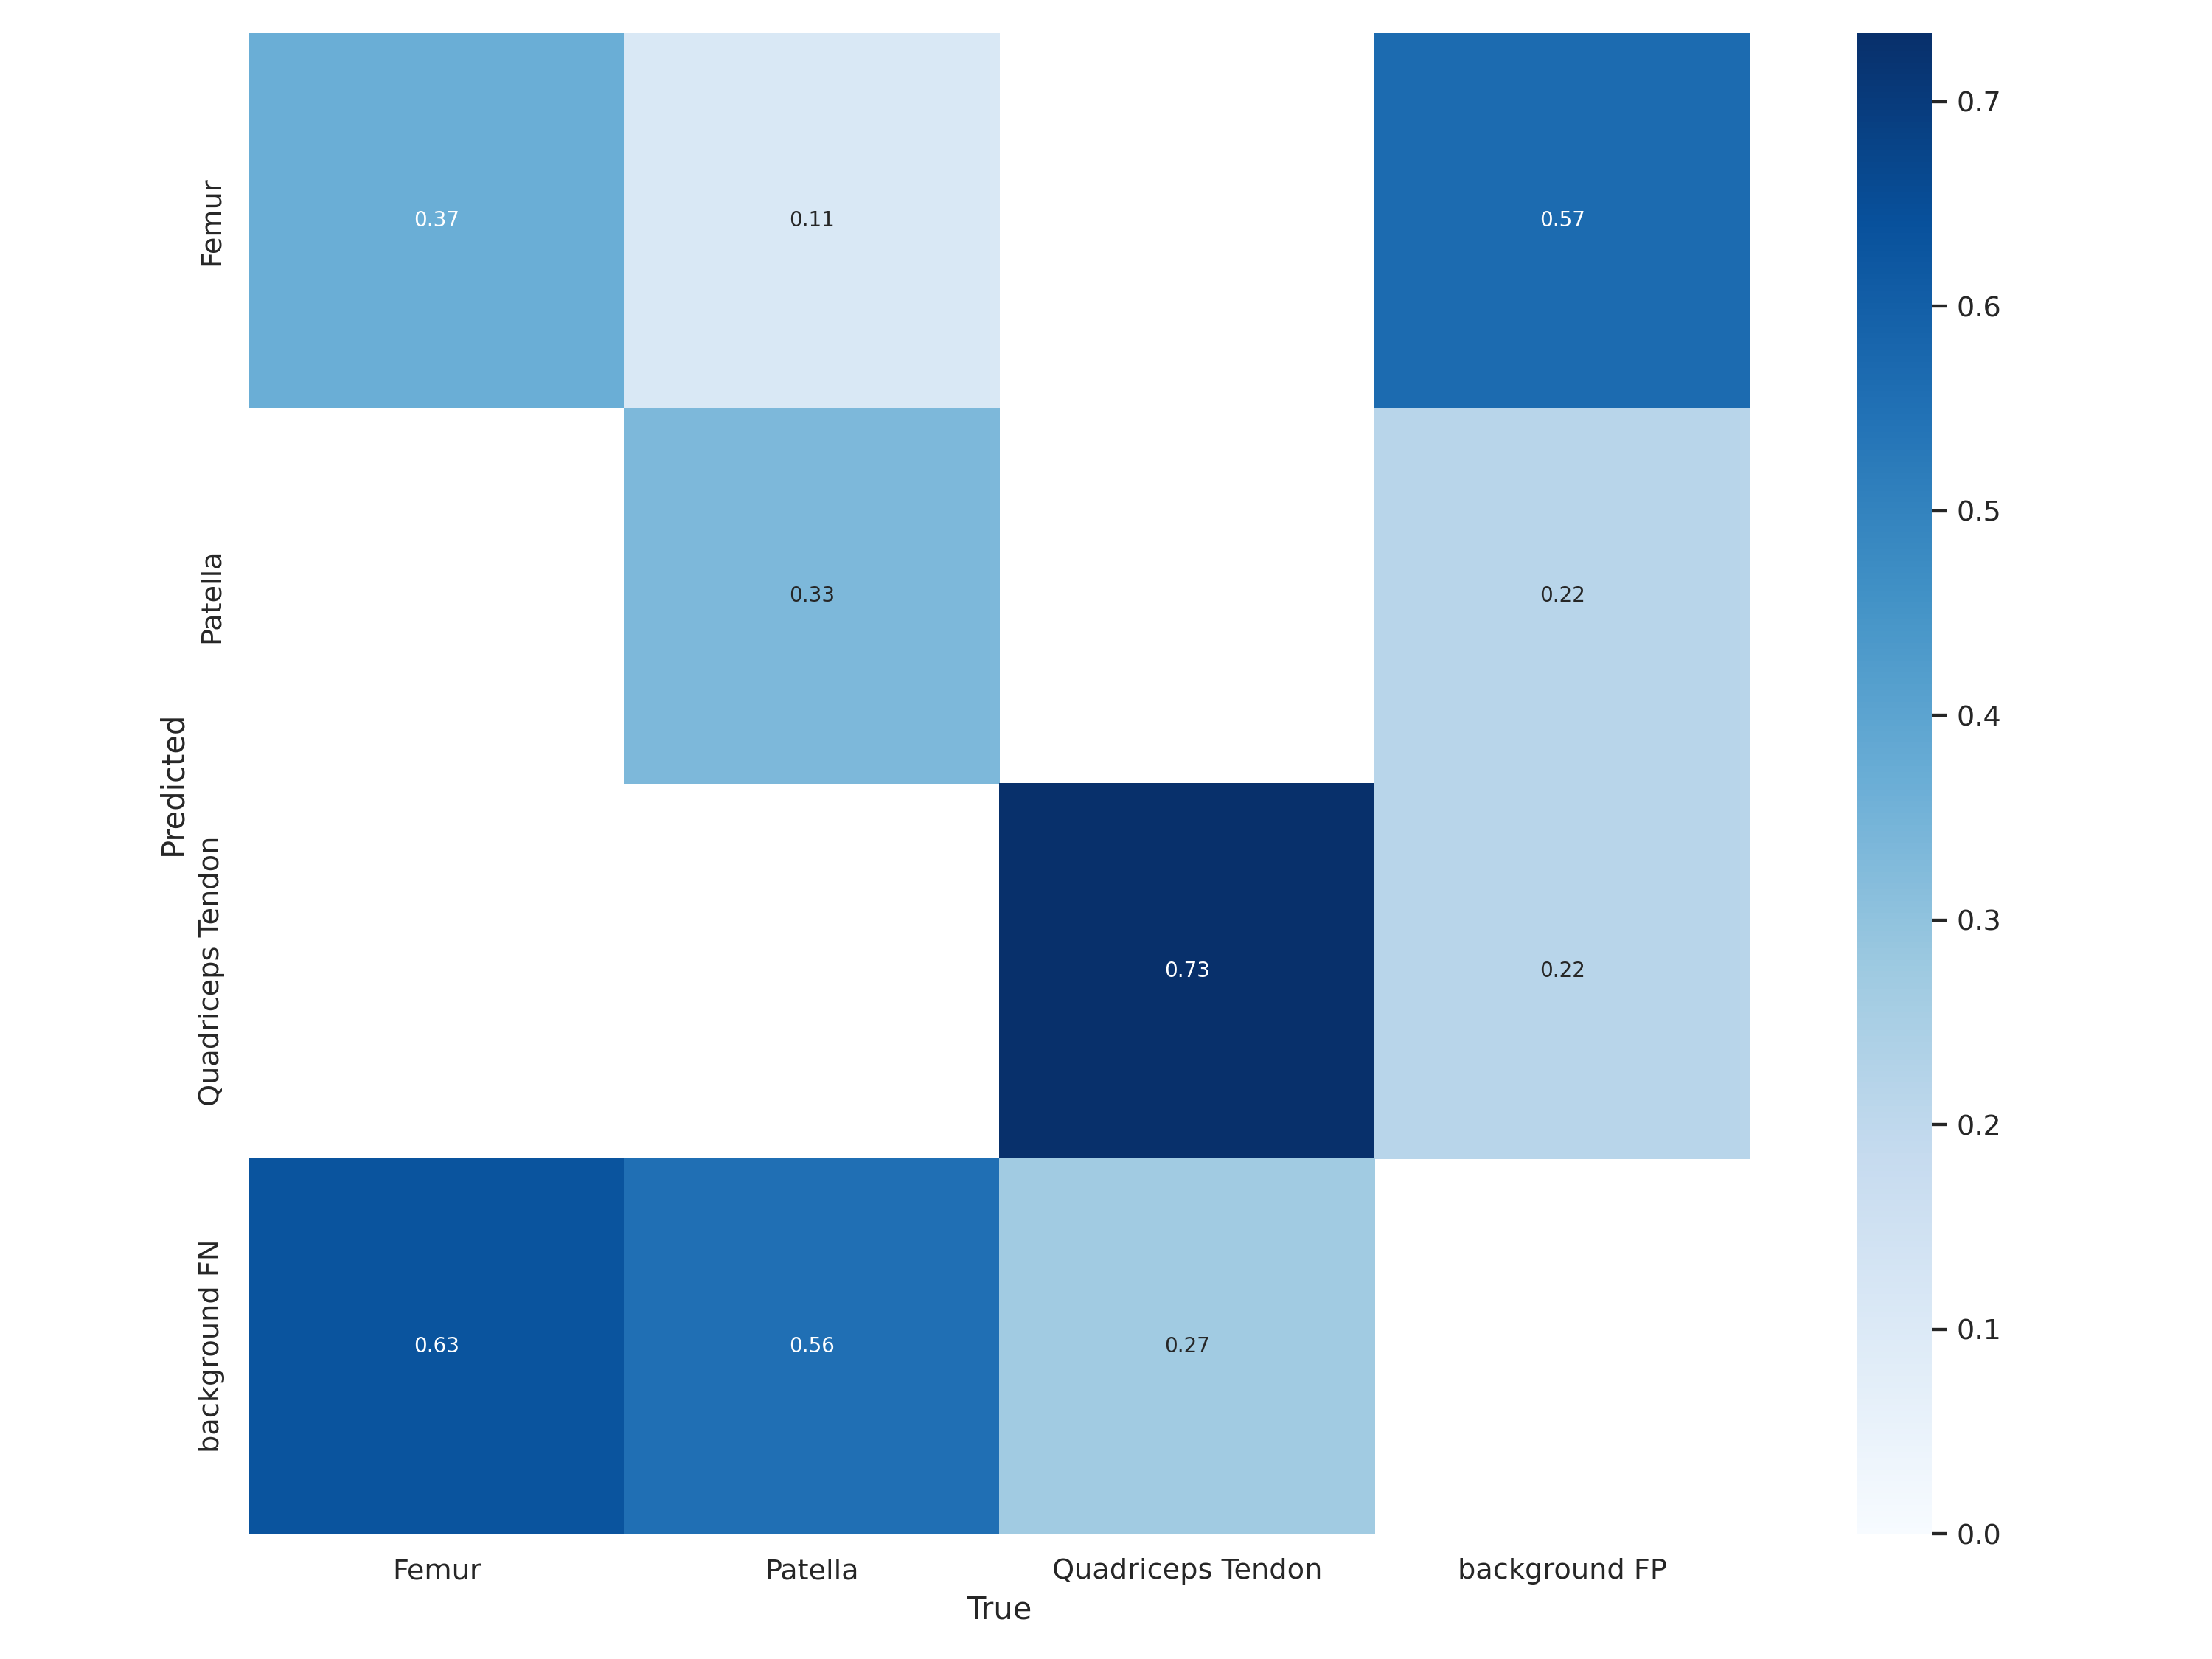 Predicted
Femur
0.37 0.11 0.57
Patella
0.33 0.22
Quadriceps Tendon
0.73 0.22
background FN
0.63 0.56 0.27
Femur Patella Quadriceps Tendon background FP
True
0.7
0.6
0.5
0.4
0.3
0.2
0.1
0.0